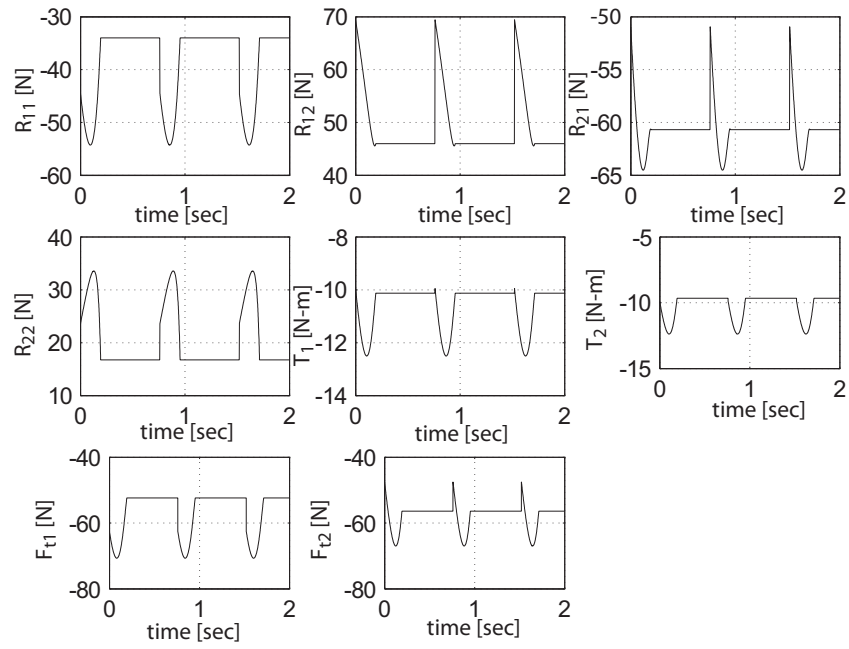 -30
-40
-50
-60
R11 [N]
0 1 2
time [sec]
70
60
50
40
R12 [N]
0 1 2
time [sec]
-50
-55
-60
-65
R21 [N]
0 1 2
time [sec]
40
30
20
10
R22 [N]
0 1 2
time [sec]
-8
-10
-12
-14
T1 [N-m]
0 1 2
time [sec]
-5
-10
-15
T2 [N-m]
0 1 2
time [sec]
-40
-60
-80
Ft1 [N]
0 1 2
time [sec]
-40
-60
-80
Ft2 [N]
0 1 2
time [sec]